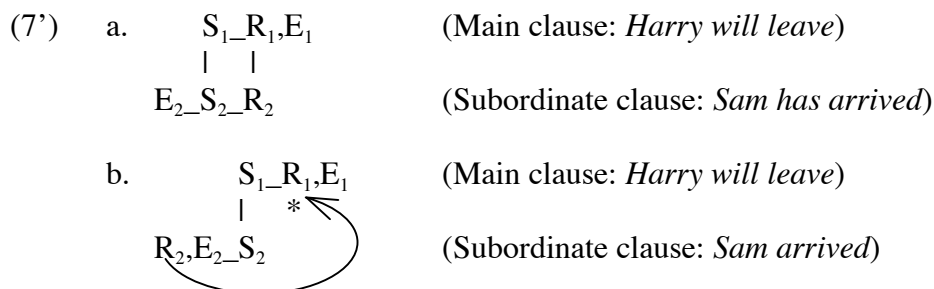 (7’) a. S₁_R₁,E₁ (Main clause: Harry will leave)
| |
E₂_S₂_R₂ (Subordinate clause: Sam has arrived)
b. S₁_R₁,E₁ (Main clause: Harry will leave)
| *
R₂,E₂_S₂ (Subordinate clause: Sam arrived)